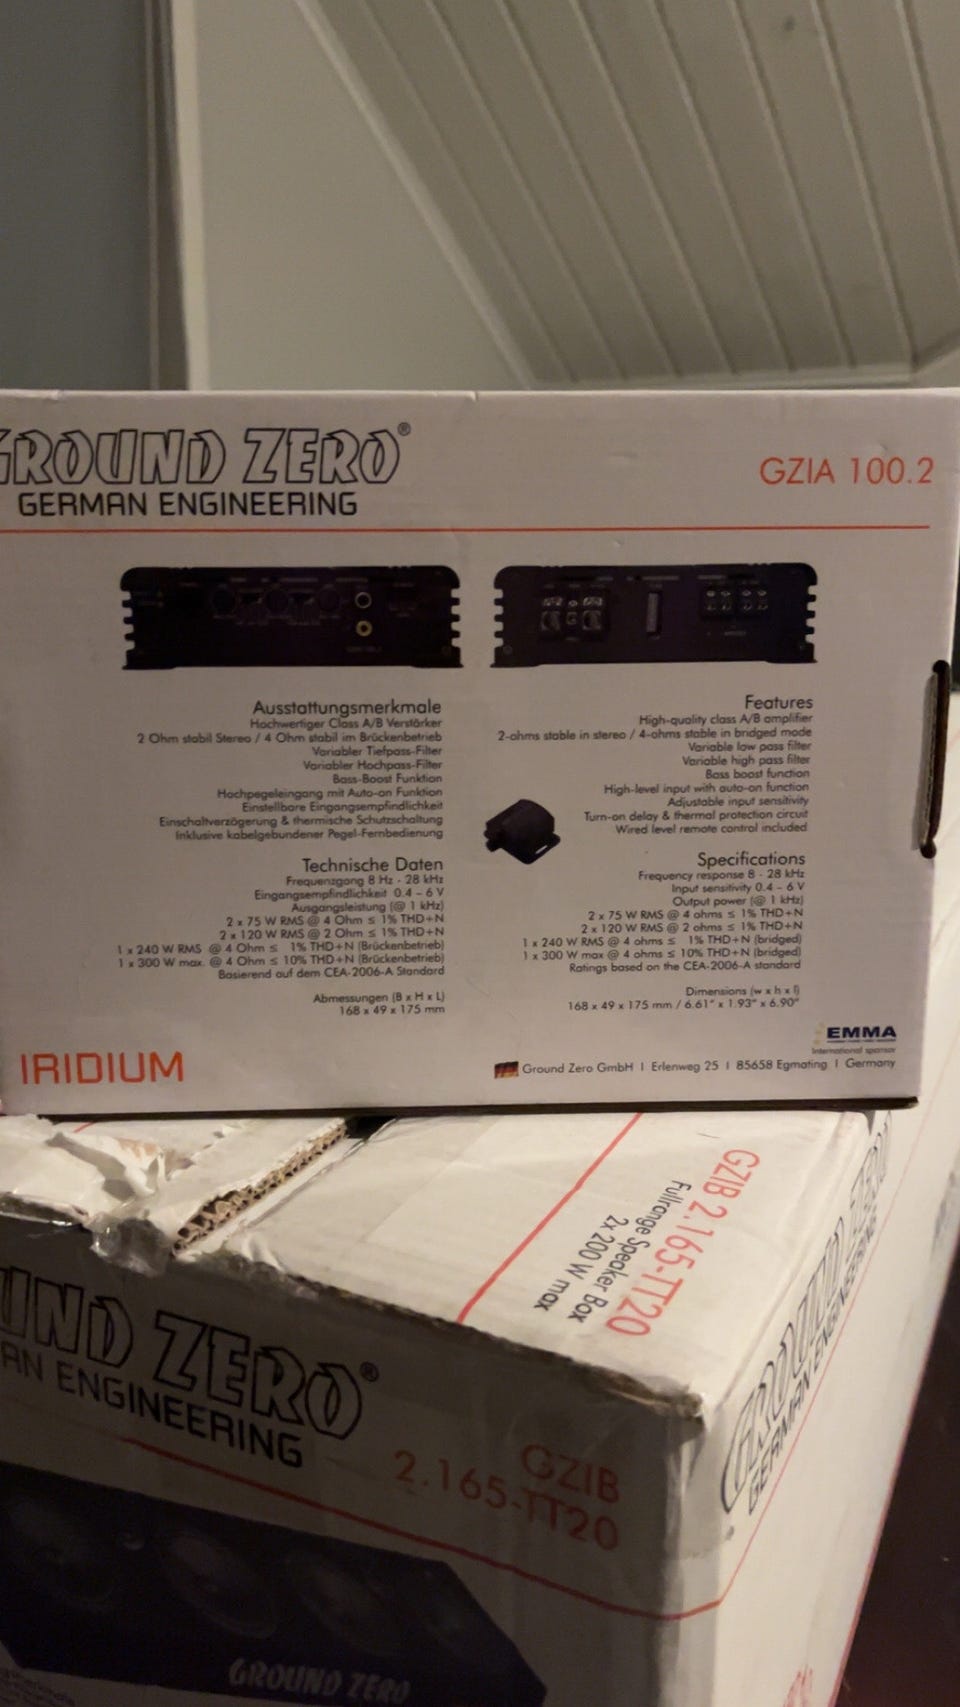 GROUND ZERO®
GERMAN ENGINEERING
GZIA 100.2
Ausstattungsmerkmale
Hochwertiger Class A/B Verstärker
2 Ohm stabil Stereo / 4 Ohm stabil im Brückenbetrieb
Variabler Tiefpass-Filter
Variabler Hochpass-Filter
Bass-Boost Funktion
Hochpegeleingang mit Auto-on Funktion
Einstellbare Eingangsempfindlichkeit
Einschaltverzögerung & thermische Schutzschaltung
Inklusive kabelgebundener Pegel-Fernbedienung
Technische Daten
Frequenzgang 8 Hz - 28 kHz
Eingangsempfindlichkeit 0.4 – 6 V
Ausgangsleistung (@ 1 kHz)
2 x 75 W RMS @ 4 Ohm ≤ 1% THD+N
2 x 120 W RMS @ 2 Ohm ≤ 1% THD+N
1 x 240 W RMS @ 4 Ohm ≤ 1% THD+N (Brückenbetrieb)
1 x 300 W max. @ 4 Ohm ≤ 10% THD+N (Brückenbetrieb)
Basierend auf dem CEA-2006-A Standard
Abmessungen (B x H x L)
168 x 49 x 175 mm
Features
High-quality class A/B amplifier
2-ohms stable in stereo / 4-ohms stable in bridged mode
Variable low pass filter
Variable high pass filter
Bass boost function
High-level input with auto-on function
Adjustable input sensitivity
Turn-on delay & thermal protection circuit
Wired level remote control included
Specifications
Frequency response 8 - 28 kHz
Input sensitivity 0.4 – 6 V
Output power (@ 1 kHz)
2 x 75 W RMS @ 4 ohms ≤ 1% THD+N
2 x 120 W RMS @ 2 ohms ≤ 1% THD+N
1 x 240 W RMS @ 4 ohms ≤ 1% THD+N (bridged)
1 x 300 W max @ 4 ohms ≤ 10% THD+N (bridged)
Ratings based on the CEA-2006-A standard
Dimensions (w x h x l)
168 x 49 x 175 mm / 6.61" x 1.93" x 6.90"
EMMA
International sponsor
IRIDIUM
Ground Zero GmbH I Erlenweg 25 I 85658 Egmating I Germany
GZIB 2.165-TT20
Fullrange Speaker Box
2x 200 W max
UND ZERO®
AN ENGINEERING
GZIB
2.165-TT20
GROUND ZERO
GROUND
GERMAN ENGINEERING